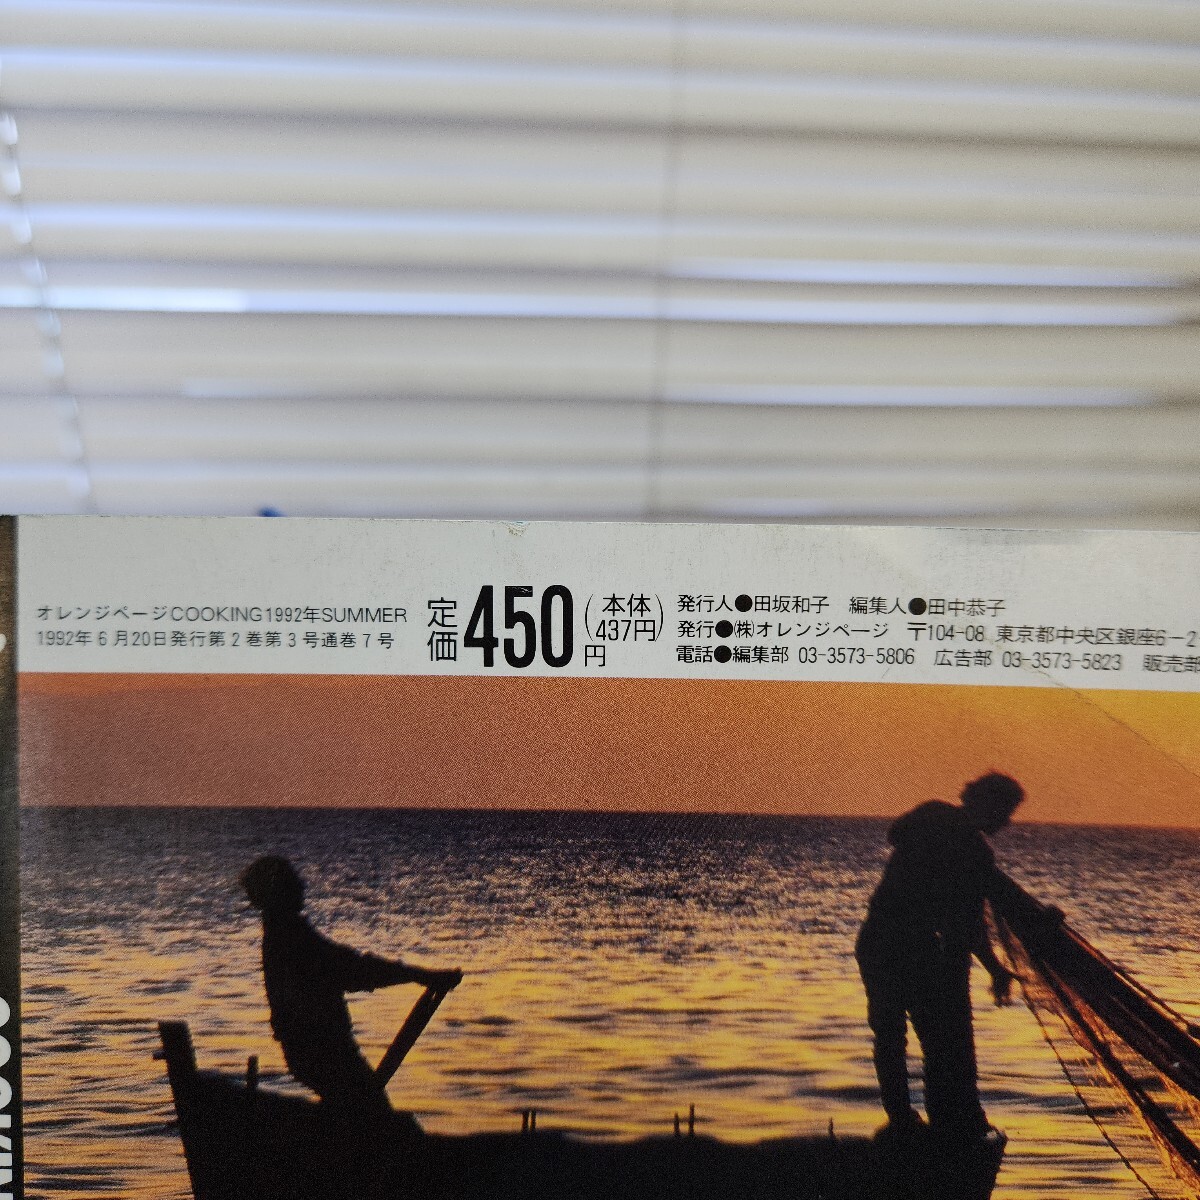 オレンジページCOOKING1992年SUMMER
1992年6月20日発行第2巻第3号通巻7号
定価450円(本体437円)
発行人●田坂和子 編集人●田中恭子
発行●㈱オレンジページ 〒104-08 東京都中央区銀座6-2
電話●編集部 03-3573-5806 広告部 03-3573-5823 販売部